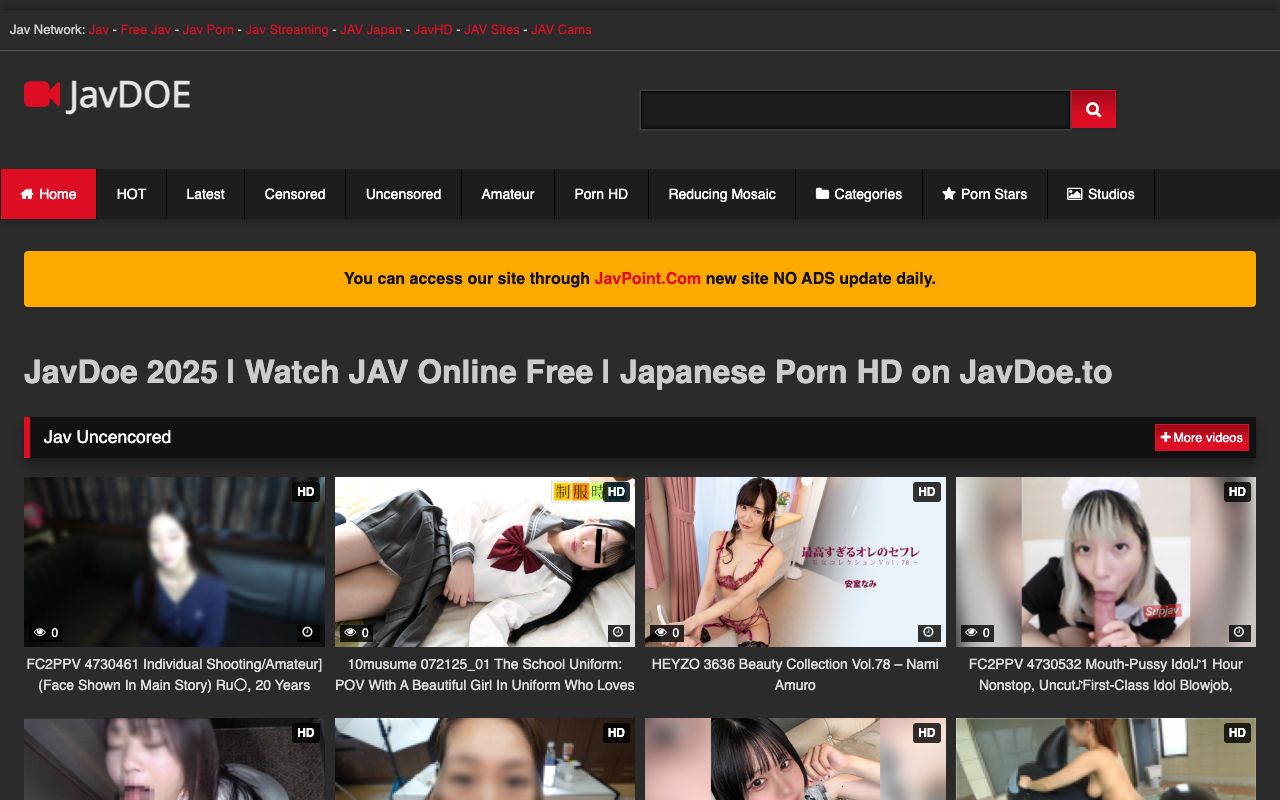 Jav Network: Jav - Free Jav - Jav Porn - Jav Streaming - JAV Japan - JavHD - JAV Sites - JAV Cams
JavDOE
Home
HOT
Latest
Censored
Uncensored
Amateur
Porn HD
Reducing Mosaic
Categories
Porn Stars
Studios
You can access our site through JavPoint.Com new site NO ADS update daily.
JavDoe 2025 | Watch JAV Online Free | Japanese Porn HD on JavDoe.to
Jav Uncencored
More videos
HD
0
FC2PPV 4730461 Individual Shooting/Amateur]
(Face Shown In Main Story) Ru〇, 20 Years
制服時
HD
0
10musume 072125_01 The School Uniform:
POV With A Beautiful Girl In Uniform Who Loves
HD
最高すぎるオレのセフレ
Vol.78
安室なみ
0
HEYZO 3636 Beauty Collection Vol.78 – Nami
Amuro
HD
Supjav
0
FC2PPV 4730532 Mouth-Pussy Idol♪1 Hour
Nonstop, Uncut♪First-Class Idol Blowjob,
HD
HD
HD
HD